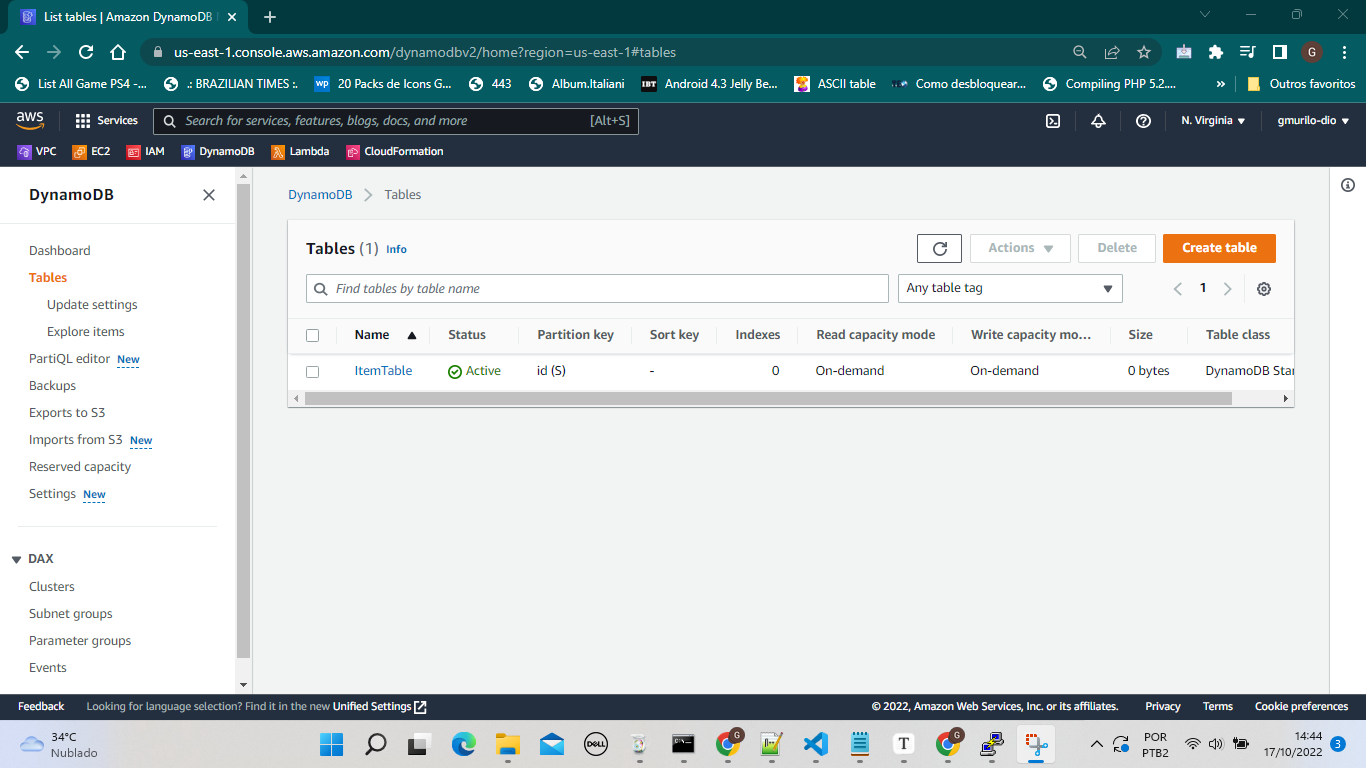 List tables | Amazon DynamoDB
us-east-1.console.aws.amazon.com/dynamodbv2/home?region=us-east-1#tables
G
List All Game PS4 -...
.: BRAZILIAN TIMES :.
wp 20 Packs de Icons G...
443
Album.Italiani
IBT Android 4.3 Jelly Be...
ASCII table
Como desbloquear...
Compiling PHP 5.2....
»
Outros favoritos
aws
Services
Search for services, features, blogs, docs, and more [Alt+S]
N. Virginia
gmurilo-dio
VPC EC2 IAM DynamoDB Lambda CloudFormation
DynamoDB
Dashboard
Tables
Update settings
Explore items
PartiQL editor New
Backups
Exports to S3
Imports from S3 New
Reserved capacity
Settings New
DAX
Clusters
Subnet groups
Parameter groups
Events
DynamoDB > Tables
Tables (1) Info
Actions
Delete
Create table
Find tables by table name
Any table tag
1
Name Status Partition key Sort key Indexes Read capacity mode Write capacity mo... Size Table class
ItemTable Active id (S) - 0 On-demand On-demand 0 bytes DynamoDB Star
Feedback Looking for language selection? Find it in the new Unified Settings
© 2022, Amazon Web Services, Inc. or its affiliates. Privacy Terms Cookie preferences
34°C
Nublado
DELL
G
T
G
POR
PTB2
14:44
17/10/2022
3